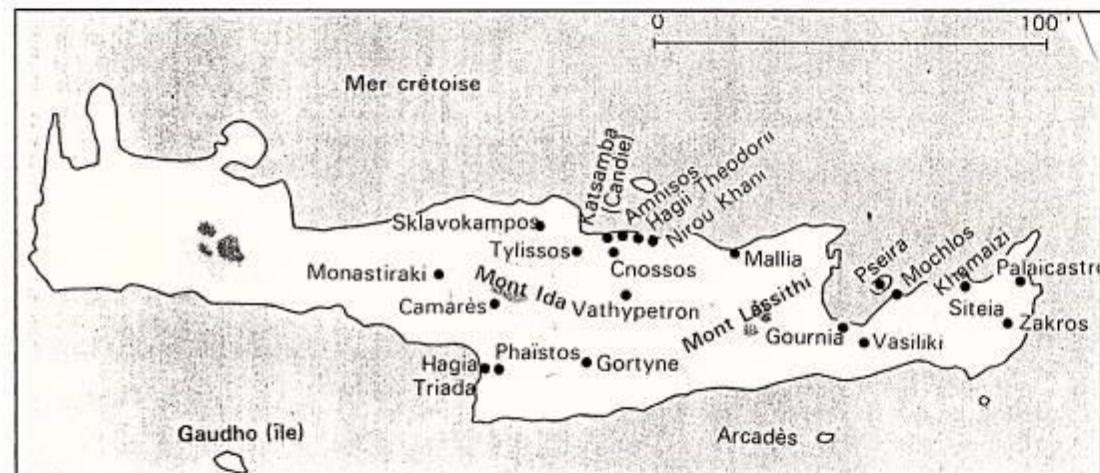 0 100
Mer crétoise
Katsamba
(Candie)
Amnisos
Hagii Theodorii
Nirou Khani
Sklavokampos
Tylissos
Cnossos
Mallia
Monastiraki
Mont Ida
Camarès
Vathypetron
Mont Lassithi
Pseira
Mochlos
Khamaizi
Palaicastre
Siteia
Zakros
Gournia
Vasiliki
Hagia
Triada
Phaïstos
Gortyne
Gaudho (île)
Arcadès